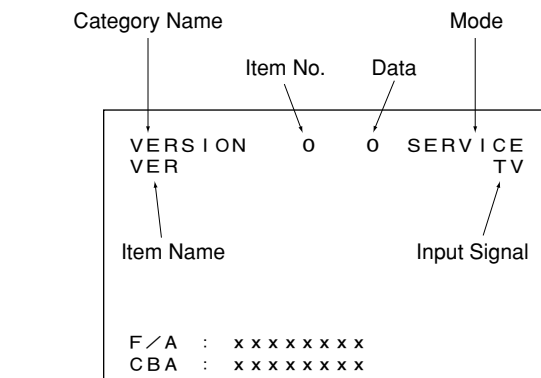 Category Name Mode
Item No. Data
VERSION 0 0 SERVICE
VER TV
Item Name Input Signal
F/A : xxxxxxxx
CBA : xxxxxxxx